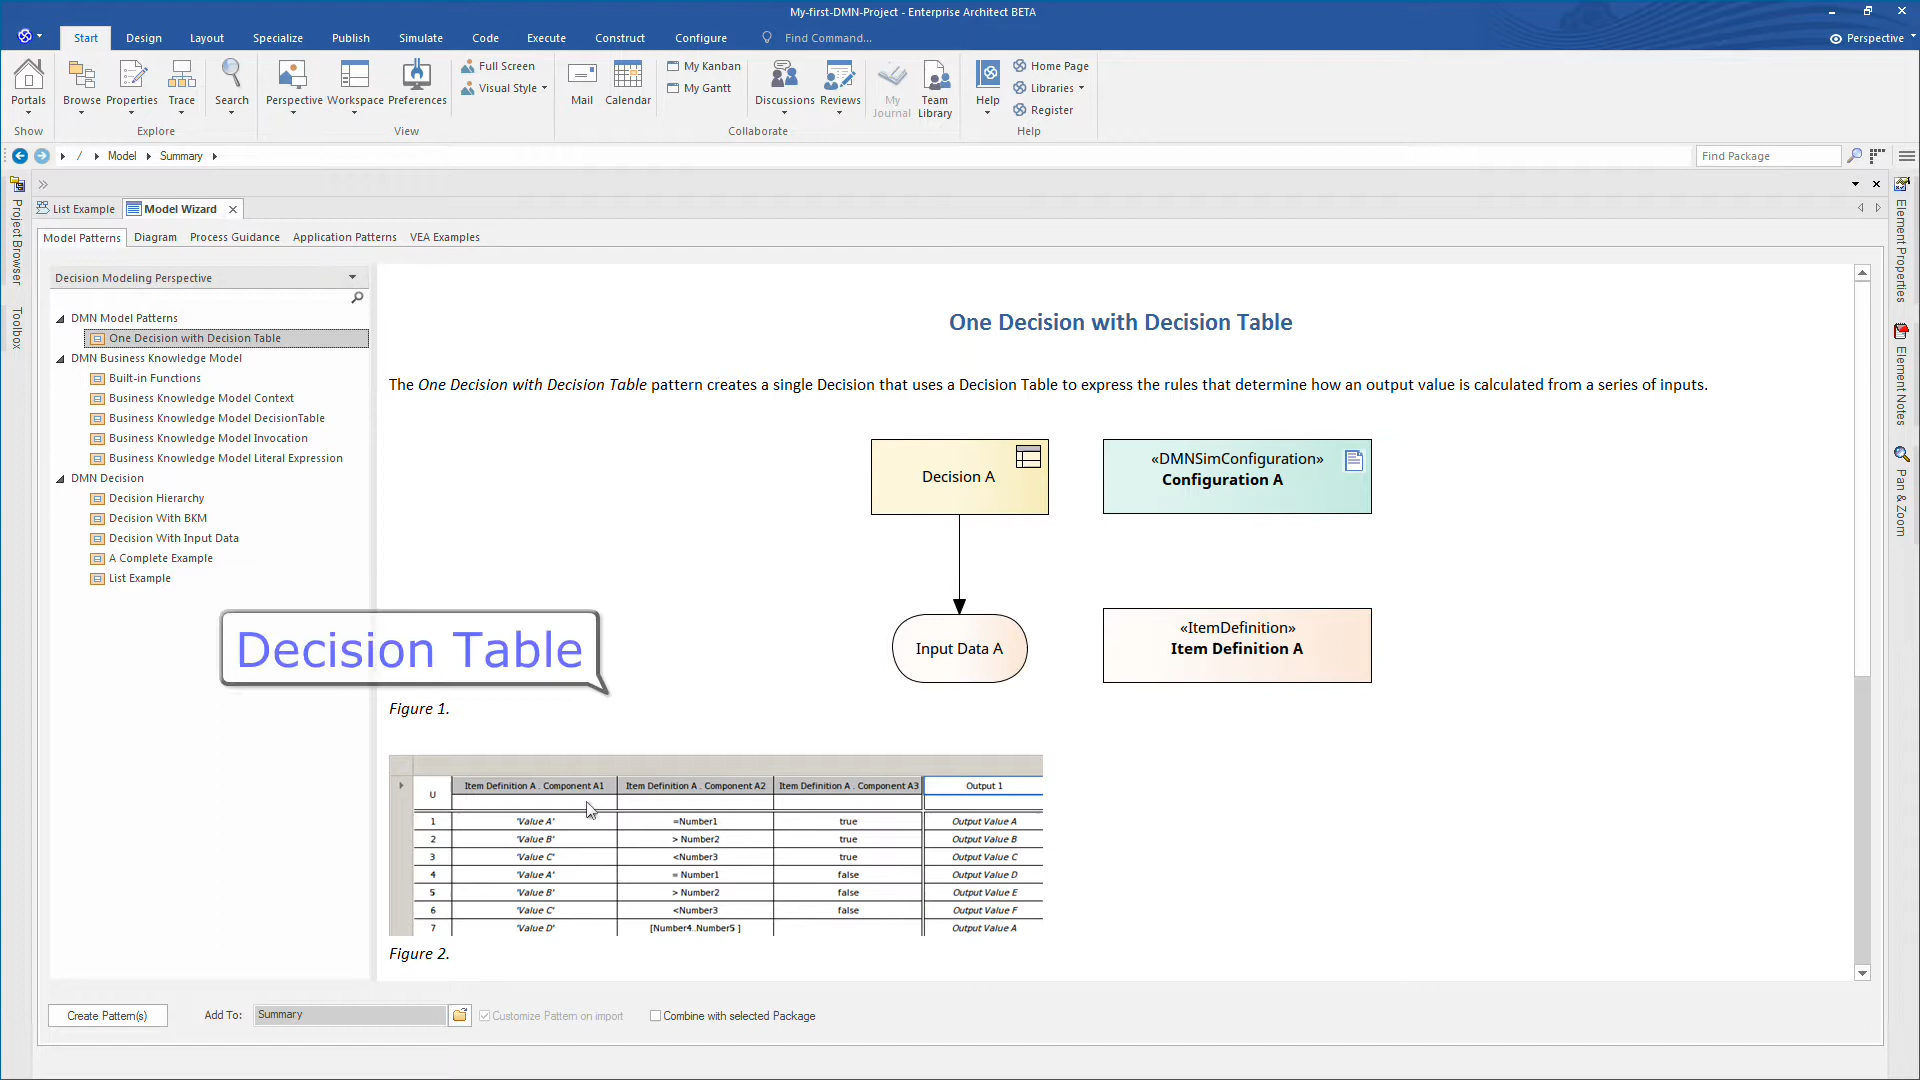 My-first-DMN-Project - Enterprise Architect BETA
Start Design Layout Specialize Publish Simulate Code Execute Construct Configure Find Command... Perspective
Portals Browse Properties Trace Search Perspective Workspace Preferences Full Screen Visual Style Mail Calendar My Kanban My Gantt Discussions Reviews My Journal Team Library Help Home Page Libraries Register
Show Explore View Collaborate Help
/ Model Summary Find Package
Project Browser
Toolbox
List Example Model Wizard
Model Patterns Diagram Process Guidance Application Patterns VEA Examples
Decision Modeling Perspective
DMN Model Patterns
One Decision with Decision Table
DMN Business Knowledge Model
Built-in Functions
Business Knowledge Model Context
Business Knowledge Model DecisionTable
Business Knowledge Model Invocation
Business Knowledge Model Literal Expression
DMN Decision
Decision Hierarchy
Decision With BKM
Decision With Input Data
A Complete Example
List Example
Decision Table
One Decision with Decision Table
The One Decision with Decision Table pattern creates a single Decision that uses a Decision Table to express the rules that determine how an output value is calculated from a series of inputs.
Decision A
«DMNSimConfiguration»
Configuration A
Input Data A
«ItemDefinition»
Item Definition A
Figure 1.
U Item Definition A . Component A1 Item Definition A . Component A2 Item Definition A . Component A3 Output 1
1 'Value A' =Number1 true Output Value A
2 'Value B' > Number2 true Output Value B
3 'Value C' <Number3 true Output Value C
4 'Value A' = Number1 false Output Value D
5 'Value B' > Number2 false Output Value E
6 'Value C' <Number3 false Output Value F
7 'Value D' [Number4..Number5 ] Output Value A
Figure 2.
Create Pattern(s) Add To: Summary Customize Pattern on import Combine with selected Package
Element Properties
Element Notes
Pan & Zoom